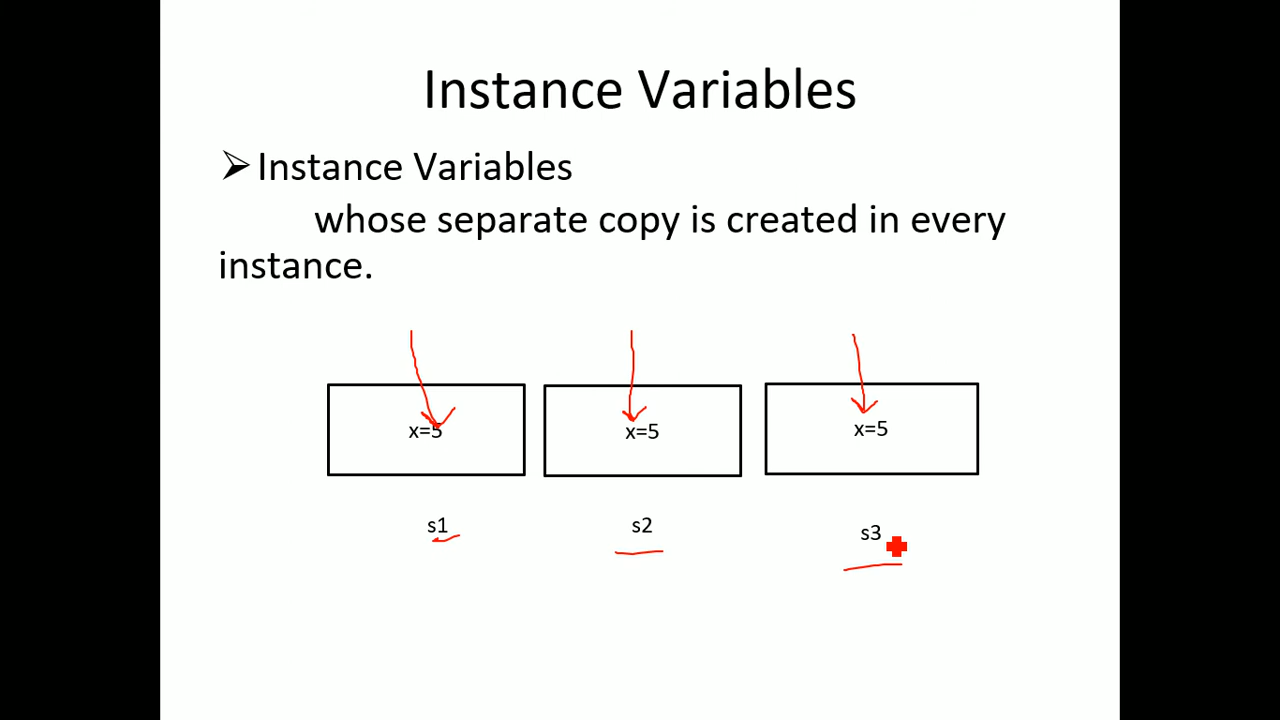 Instance Variables
Instance Variables
whose separate copy is created in every
instance.
x=5 x=5 x=5
s1 s2 s3